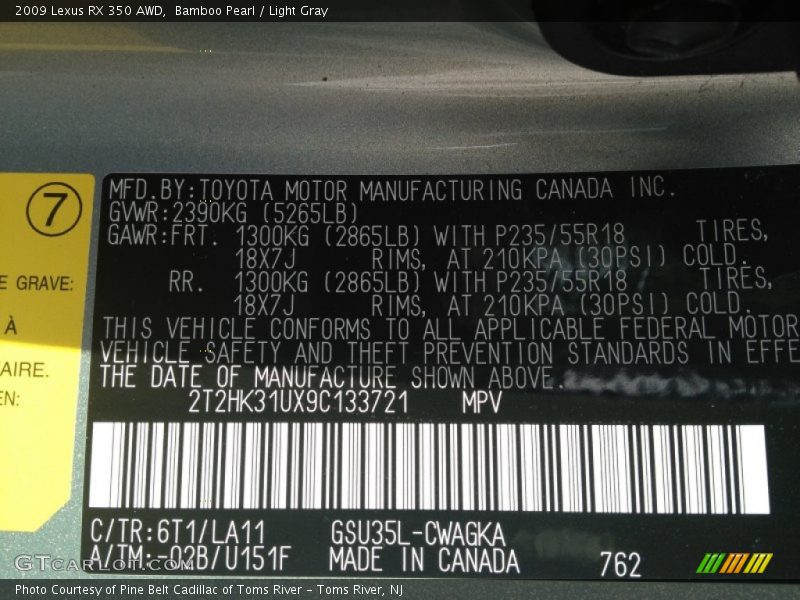 2009 Lexus RX 350 AWD, Bamboo Pearl / Light Gray
7
E GRAVE:
À
AIRE.
EN:
MFD.BY:TOYOTA MOTOR MANUFACTURING CANADA INC.
GVWR:2390KG (5265LB)
GAWR:FRT. 1300KG (2865LB) WITH P235/55R18 TIRES,
18X7J RIMS, AT 210KPA (30PSI) COLD.
RR. 1300KG (2865LB) WITH P235/55R18 TIRES,
18X7J RIMS, AT 210KPA (30PSI) COLD.
THIS VEHICLE CONFORMS TO ALL APPLICABLE FEDERAL MOTOR
VEHICLE SAFETY AND THEFT PREVENTION STANDARDS IN EFFE
THE DATE OF MANUFACTURE SHOWN ABOVE.
2T2HK31UX9C133721 MPV
C/TR:6T1/LA11 GSU35L-CWAGKA
A/TM:-02B/U151F MADE IN CANADA 762
GTCARLOT.COM
Photo Courtesy of Pine Belt Cadillac of Toms River – Toms River, NJ